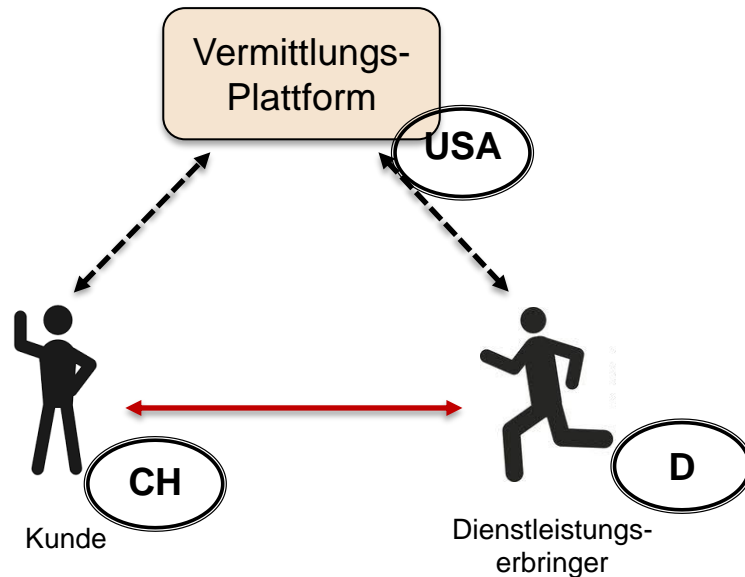 Vermittlungs-
Plattform
USA
CH
D
Kunde
Dienstleistungs-
erbringer